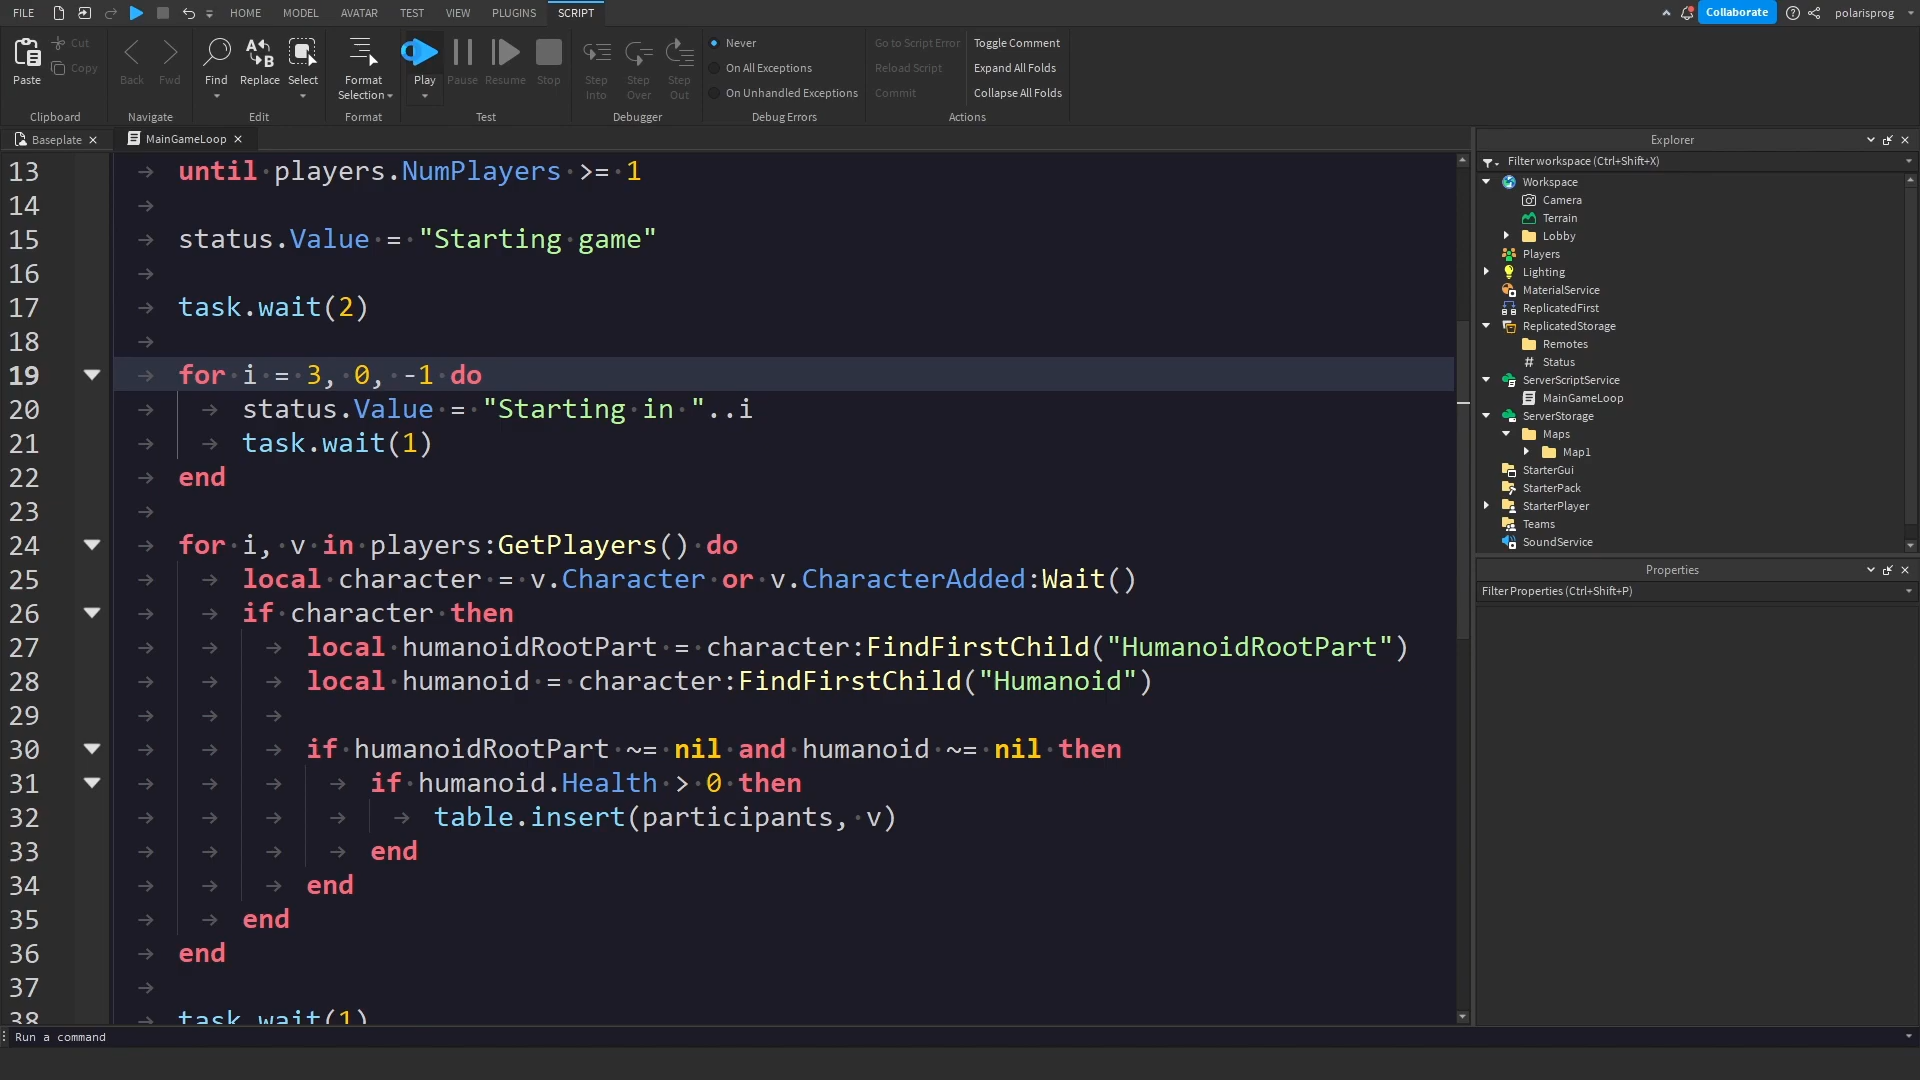 FILE
HOME
MODEL
AVATAR
TEST
VIEW
PLUGINS
SCRIPT
Collaborate
polarisprog
Paste
Cut
Copy
Clipboard
Back
Fwd
Navigate
Find
Replace
Select
Edit
Format
Selection
Format
Play
Pause
Resume
Stop
Test
Step
Into
Step
Over
Step
Out
Debugger
Never
On All Exceptions
On Unhandled Exceptions
Debug Errors
Go to Script Error
Reload Script
Commit
Toggle Comment
Expand All Folds
Collapse All Folds
Actions
Baseplate
MainGameLoop
13 until players.NumPlayers >= 1
14
15 status.Value = "Starting game"
16
17 task.wait(2)
18
19 for i = 3, 0, -1 do
20 status.Value = "Starting in "..i
21 task.wait(1)
22 end
23
24 for i, v in players:GetPlayers() do
25 local character = v.Character or v.CharacterAdded:Wait()
26 if character then
27 local humanoidRootPart = character:FindFirstChild("HumanoidRootPart")
28 local humanoid = character:FindFirstChild("Humanoid")
29
30 if humanoidRootPart ~= nil and humanoid ~= nil then
31 if humanoid.Health > 0 then
32 table.insert(participants, v)
33 end
34 end
35 end
36 end
37
38 task.wait(1)
Run a command
Explorer
Filter workspace (Ctrl+Shift+X)
Workspace
Camera
Terrain
Lobby
Players
Lighting
MaterialService
ReplicatedFirst
ReplicatedStorage
Remotes
Status
ServerScriptService
MainGameLoop
ServerStorage
Maps
Map1
StarterGui
StarterPack
StarterPlayer
Teams
SoundService
Properties
Filter Properties (Ctrl+Shift+P)